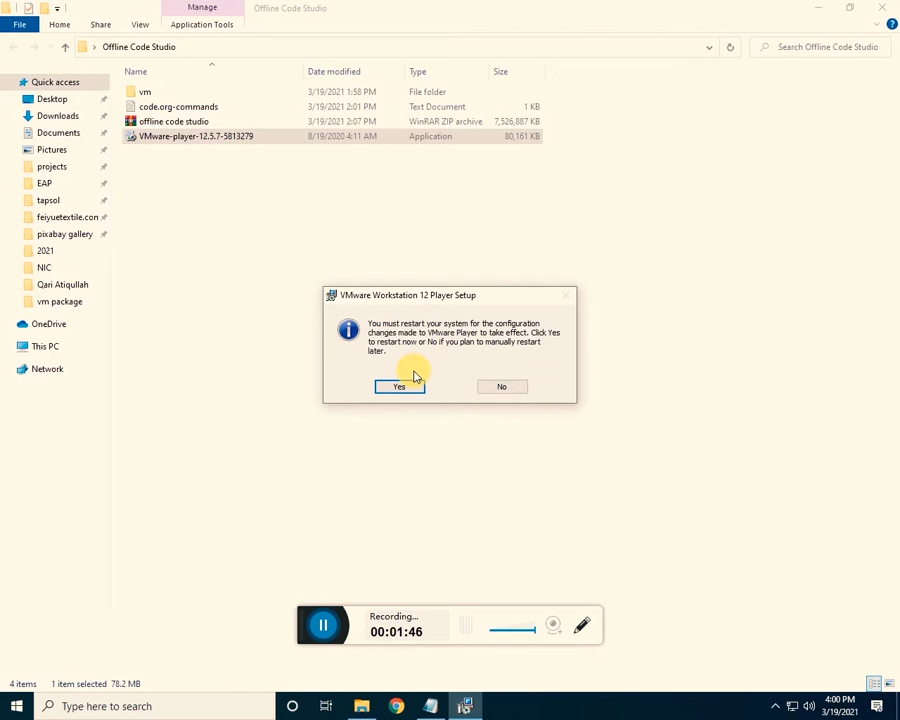 Manage
Offline Code Studio
File
Home
Share
View
Application Tools
Offline Code Studio
Search Offline Code Studio
Quick access
Desktop
Downloads
Documents
Pictures
projects
EAP
tapsol
feiyuetextile.con
pixabay gallery
2021
NIC
Qari Atiqullah
vm package
OneDrive
This PC
Network
Name
Date modified
Type
Size
vm
3/19/2021 1:58 PM
File folder
code.org-commands
3/19/2021 2:01 PM
Text Document
1 KB
offline code studio
3/19/2021 2:07 PM
WinRAR ZIP archive
7,526,887 KB
VMware-player-12.5.7-5813279
8/19/2020 4:11 AM
Application
80,161 KB
VMware Workstation 12 Player Setup
You must restart your system for the configuration
changes made to VMware Player to take effect. Click Yes
to restart now or No if you plan to manually restart
later.
Yes
No
Recording...
00:01:46
4 items
1 item selected 78.2 MB
Type here to search
4:00 PM
3/19/2021